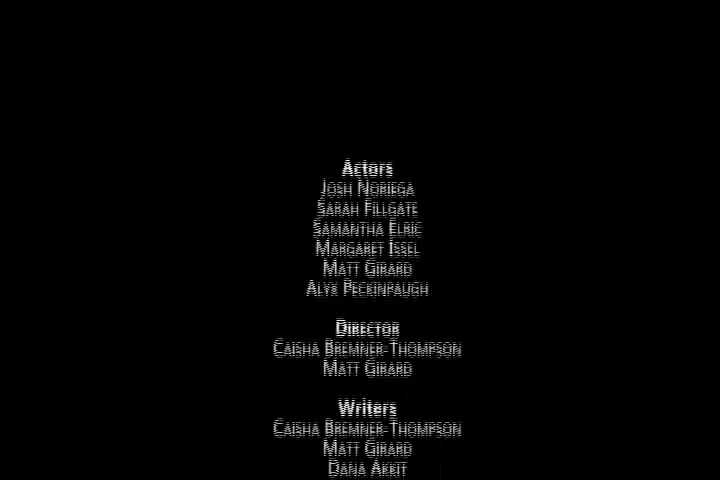 Actors
Josh Noriega
Sarah Fillgate
Samantha Elric
Margaret Issel
Matt Girard
Alyx Peckinpaugh
Director
Caisha Bremner-Thompson
Matt Girard
Writers
Caisha Bremner-Thompson
Matt Girard
Dana